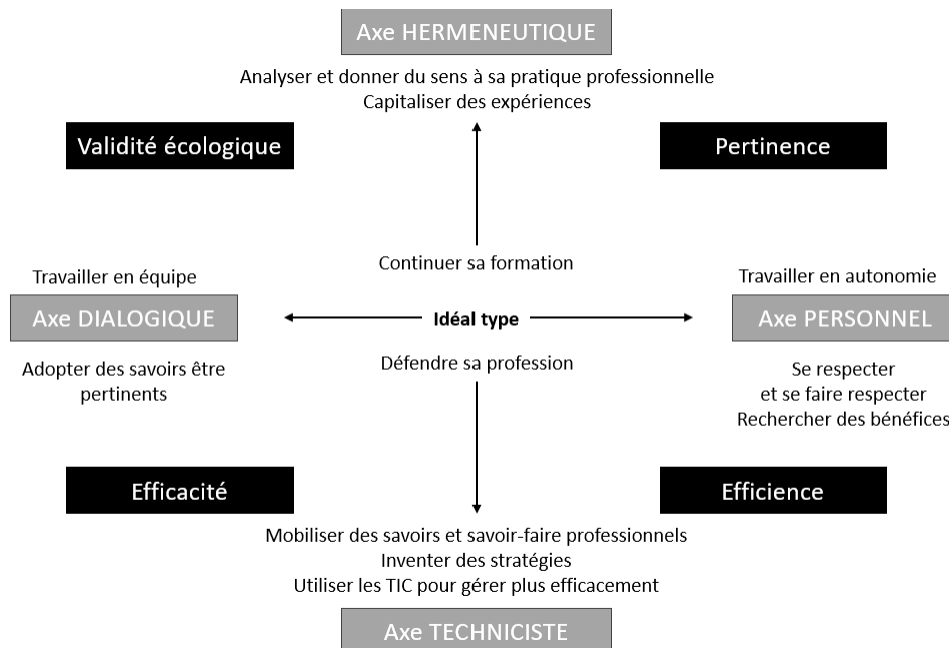 Axe HERMENEUTIQUE
Analyser et donner du sens à sa pratique professionnelle
Capitaliser des expériences
Validité écologique
Pertinence
Continuer sa formation
Travailler en équipe
Travailler en autonomie
Axe DIALOGIQUE
Idéal type
Axe PERSONNEL
Défendre sa profession
Adopter des savoirs être
pertinents
Se respecter
et se faire respecter
Rechercher des bénéfices
Efficacité
Efficience
Mobiliser des savoirs et savoir-faire professionnels
Inventer des stratégies
Utiliser les TIC pour gérer plus efficacement
Axe TECHNICISTE